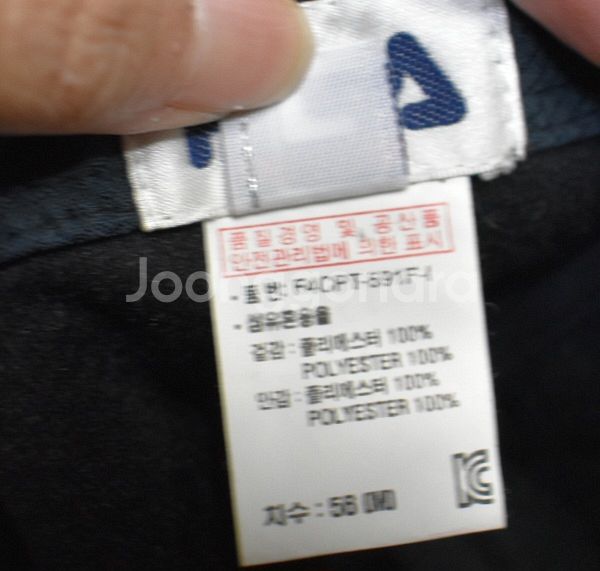 품질경영 및 공산품
안전관리법에 의한 표시
· 품 번: F4CPT-691F-I
· 섬유혼용율
겉감 : 폴리에스터 100%
POLYESTER 100%
안감 : 폴리에스터 100%
POLYESTER 100%
치수 : 56 (M)